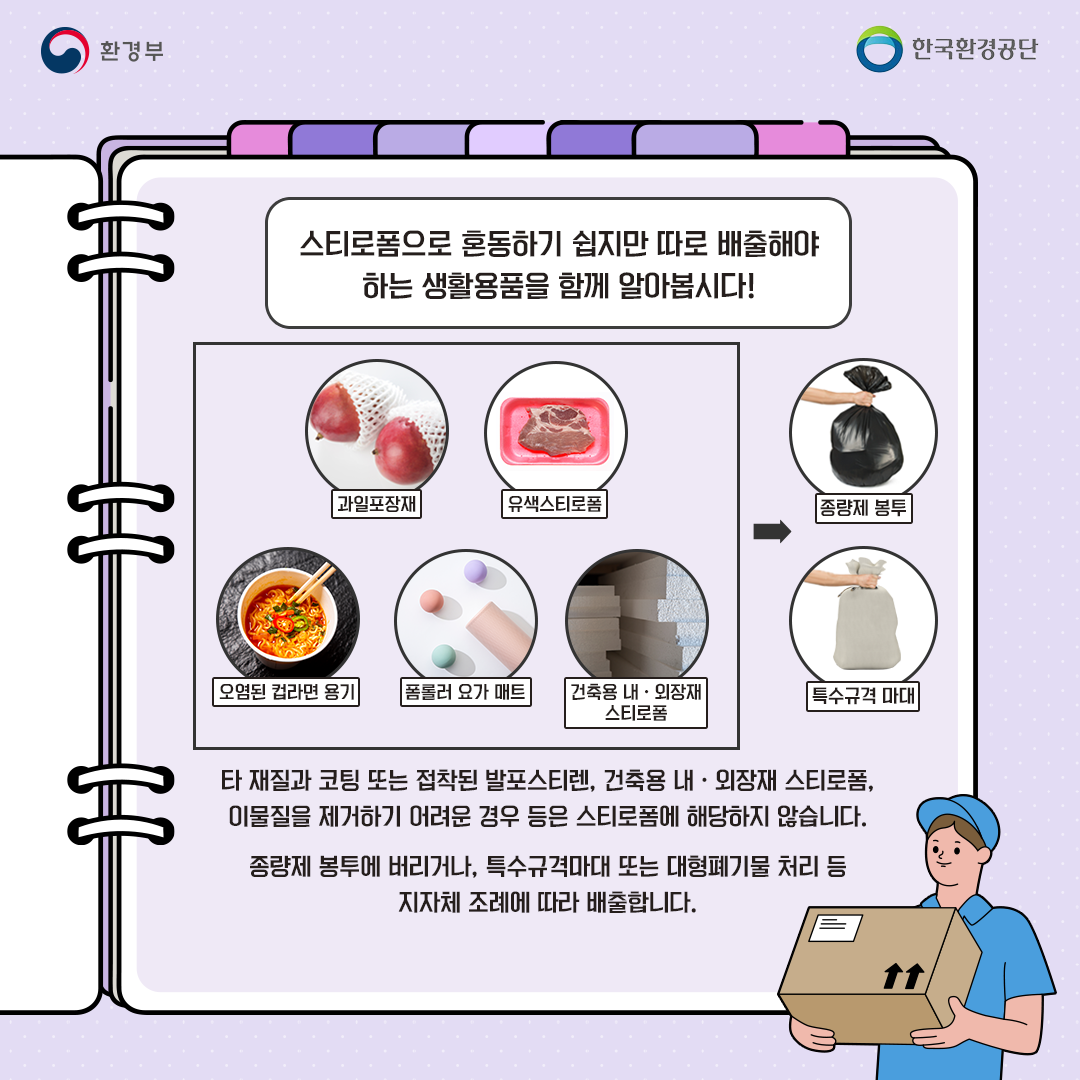 환경부
한국환경공단
스티로폼으로 혼동하기 쉽지만 따로 배출해야
하는 생활용품을 함께 알아봅시다!
과일포장재
유색스티로폼
종량제 봉투
오염된 컵라면 용기
폼롤러 요가 매트
건축용 내 · 외장재
스티로폼
특수규격 마대
타 재질과 코팅 또는 접착된 발포스티렌, 건축용 내 · 외장재 스티로폼,
이물질을 제거하기 어려운 경우 등은 스티로폼에 해당하지 않습니다.
종량제 봉투에 버리거나, 특수규격마대 또는 대형폐기물 처리 등
지자체 조례에 따라 배출합니다.